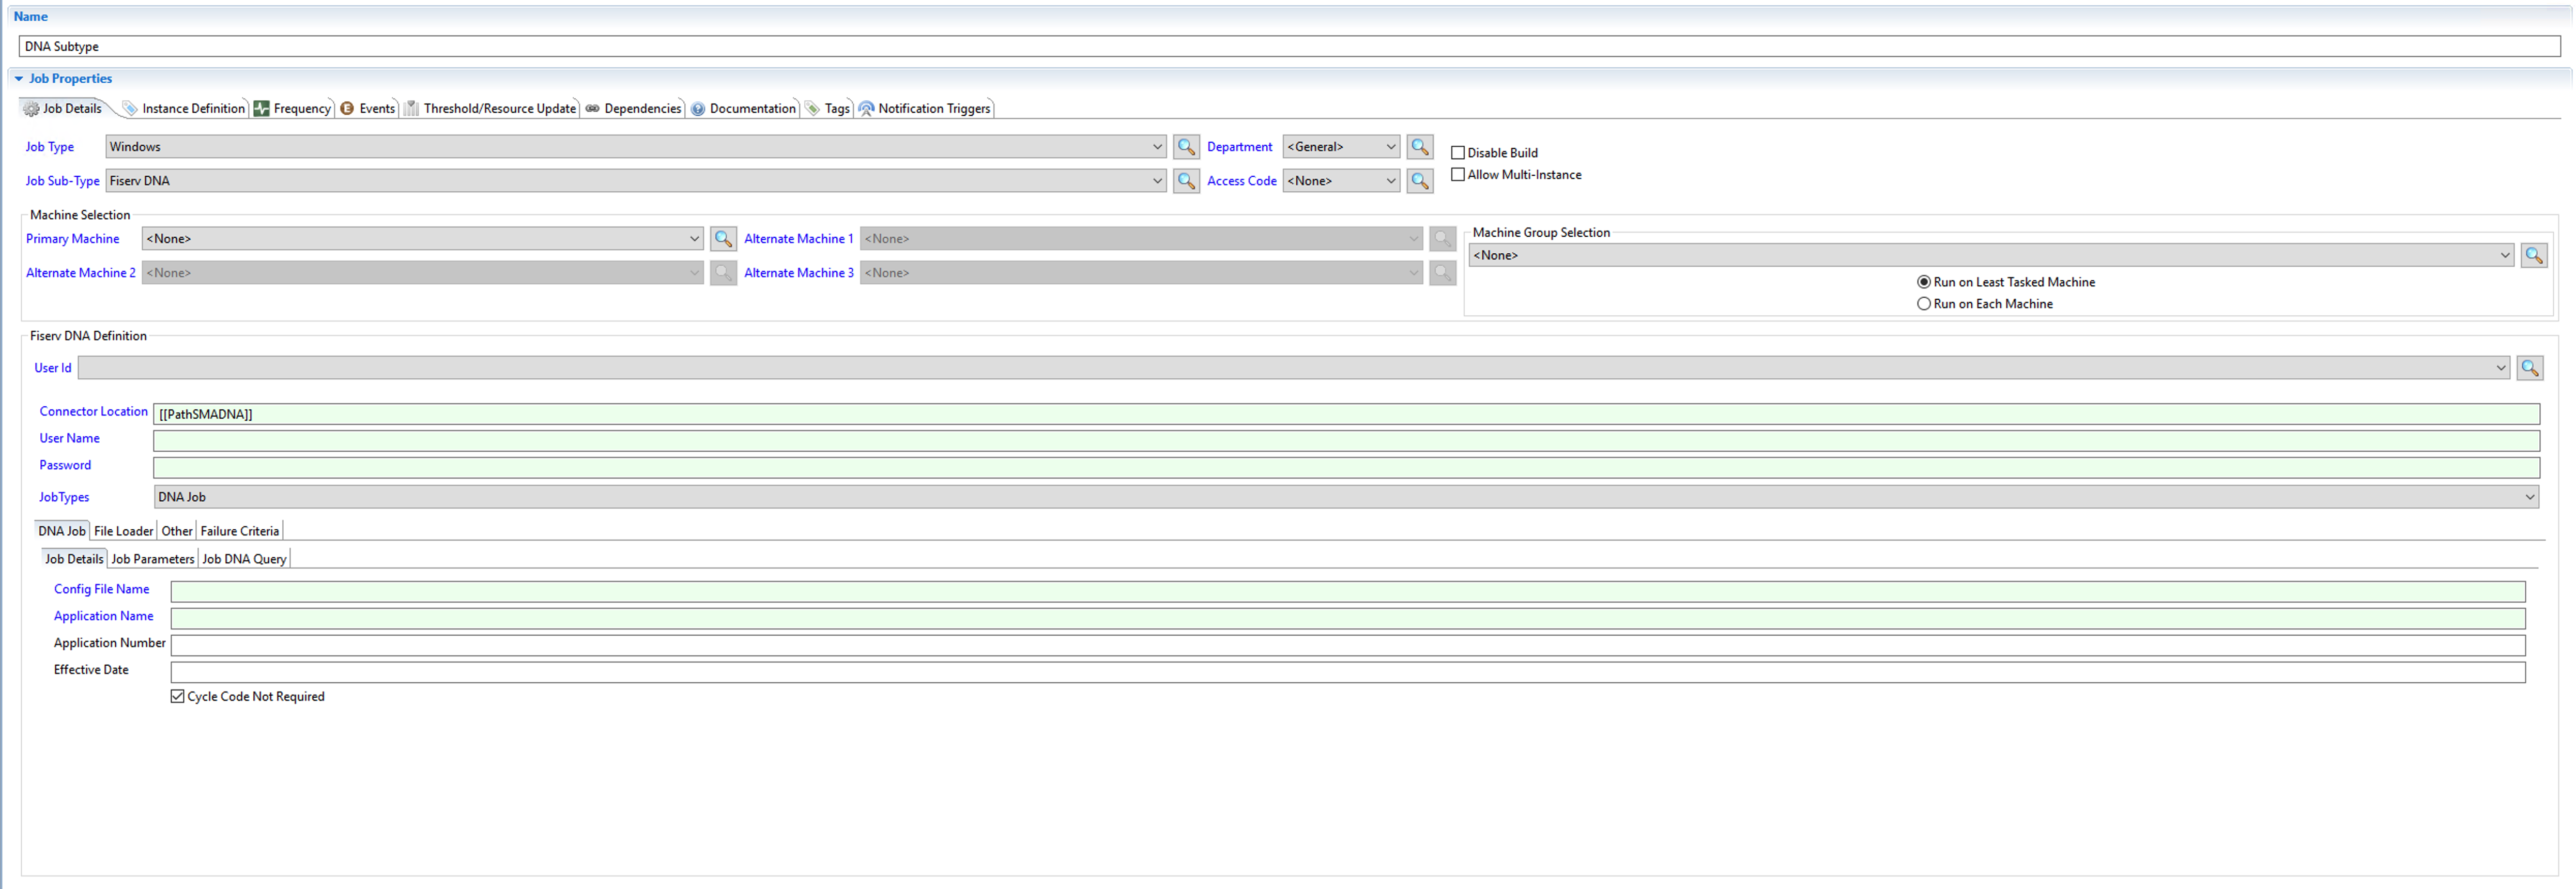 Name
DNA Subtype
Job Properties
Job Details Instance Definition Frequency Events Threshold/Resource Update Dependencies Documentation Tags Notification Triggers
Job Type Windows Department <General> Disable Build
Job Sub-Type Fiserv DNA Access Code <None> Allow Multi-Instance
Machine Selection
Primary Machine <None> Alternate Machine 1 <None> Machine Group Selection
<None>
Alternate Machine 2 <None> Alternate Machine 3 <None>
Run on Least Tasked Machine
Run on Each Machine
Fiserv DNA Definition
User Id
Connector Location [[PathSMADNA]]
User Name
Password
JobTypes DNA Job
DNA Job File Loader Other Failure Criteria
Job Details Job Parameters Job DNA Query
Config File Name
Application Name
Application Number
Effective Date
Cycle Code Not Required